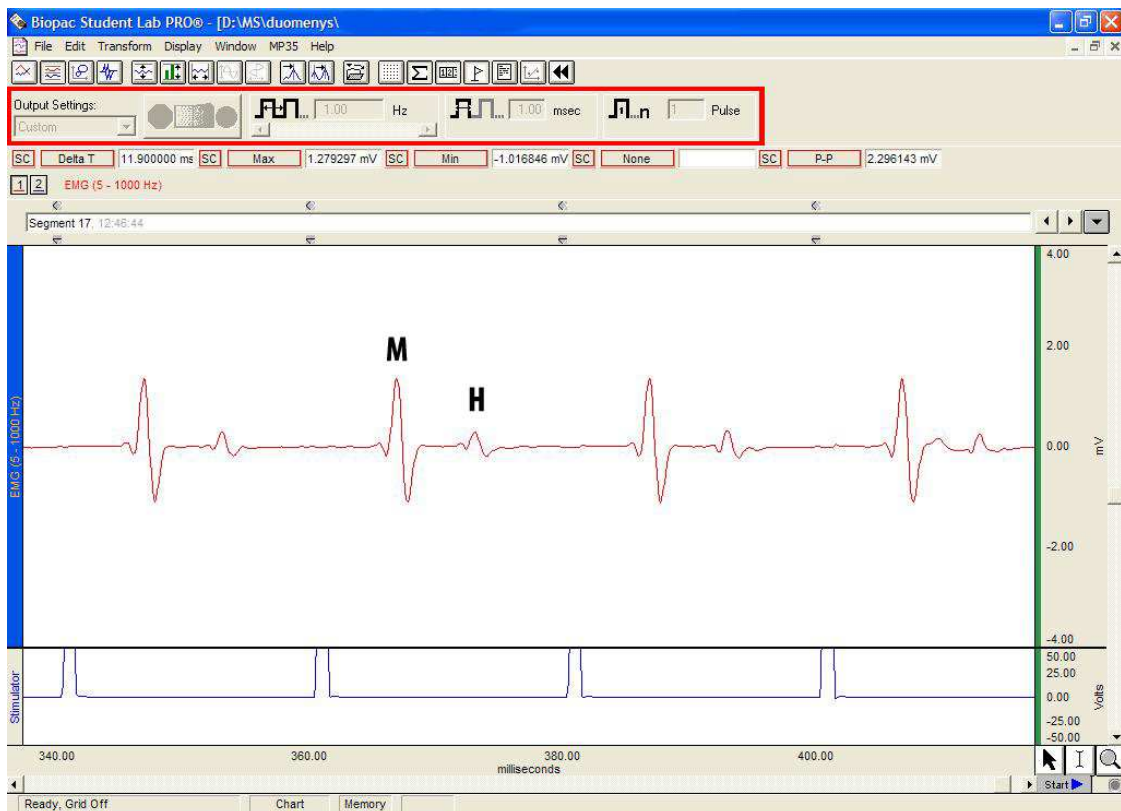 Biopac Student Lab PRO® - [D:\MS\duomenys\
File Edit Transform Display Window MP35 Help
Output Settings:
Custom
1.00 Hz
1.00 msec
n 1 Pulse
SC Delta T 11.900000 ms SC Max 1.279297 mV SC Min -1.016846 mV SC None SC P-P 2.296143 mV
1 2 EMG (5 - 1000 Hz)
Segment 17, 12:46:44
4.00
M
2.00
H
EMG (5 - 1000 Hz)
0.00
mV
-2.00
-4.00
Stimulator
50.00
25.00
0.00
-25.00
-50.00
Volts
340.00 360.00 380.00 400.00
milliseconds
Start
Ready, Grid Off Chart Memory